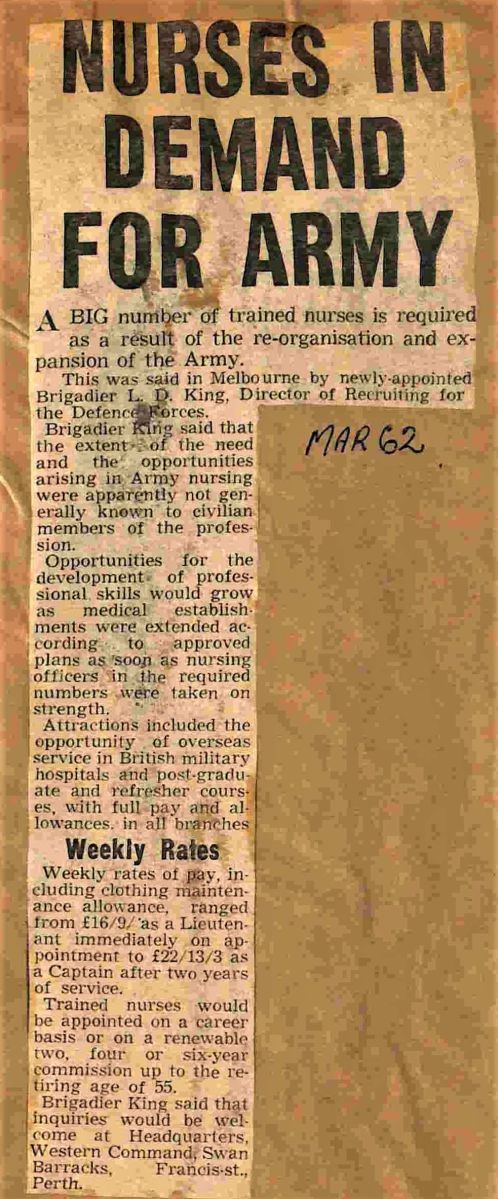 NURSES IN
DEMAND
FOR ARMY
A BIG number of trained nurses is required
as a result of the re-organisation and ex-
pansion of the Army.
This was said in Melbourne by newly-appointed
Brigadier L. D. King, Director of Recruiting for
the Defence Forces.
MAR 62
Brigadier King said that
the extent of the need
and the opportunities
arising in Army nursing
were apparently not gen-
erally known to civilian
members of the profes-
sion.
Opportunities for the
development of profes-
sional skills would grow
as medical establish-
ments were extended ac-
cording to approved
plans as soon as nursing
officers in the required
numbers were taken on
strength.
Attractions included the
opportunity of overseas
service in British military
hospitals and post-gradu-
ate and refresher cours-
es, with full pay and al-
lowances. in all branches
Weekly Rates
Weekly rates of pay, in-
cluding clothing mainten-
ance allowance, ranged
from £16/9/ as a Lieuten-
ant immediately on ap-
pointment to £22/13/3 as
a Captain after two years
of service.
Trained nurses would
be appointed on a career
basis or on a renewable
two, four or six-year
commission up to the re-
tiring age of 55.
Brigadier King said that
inquiries would be wel-
come at Headquarters,
Western Command, Swan
Barracks, Francis-st.,
Perth.